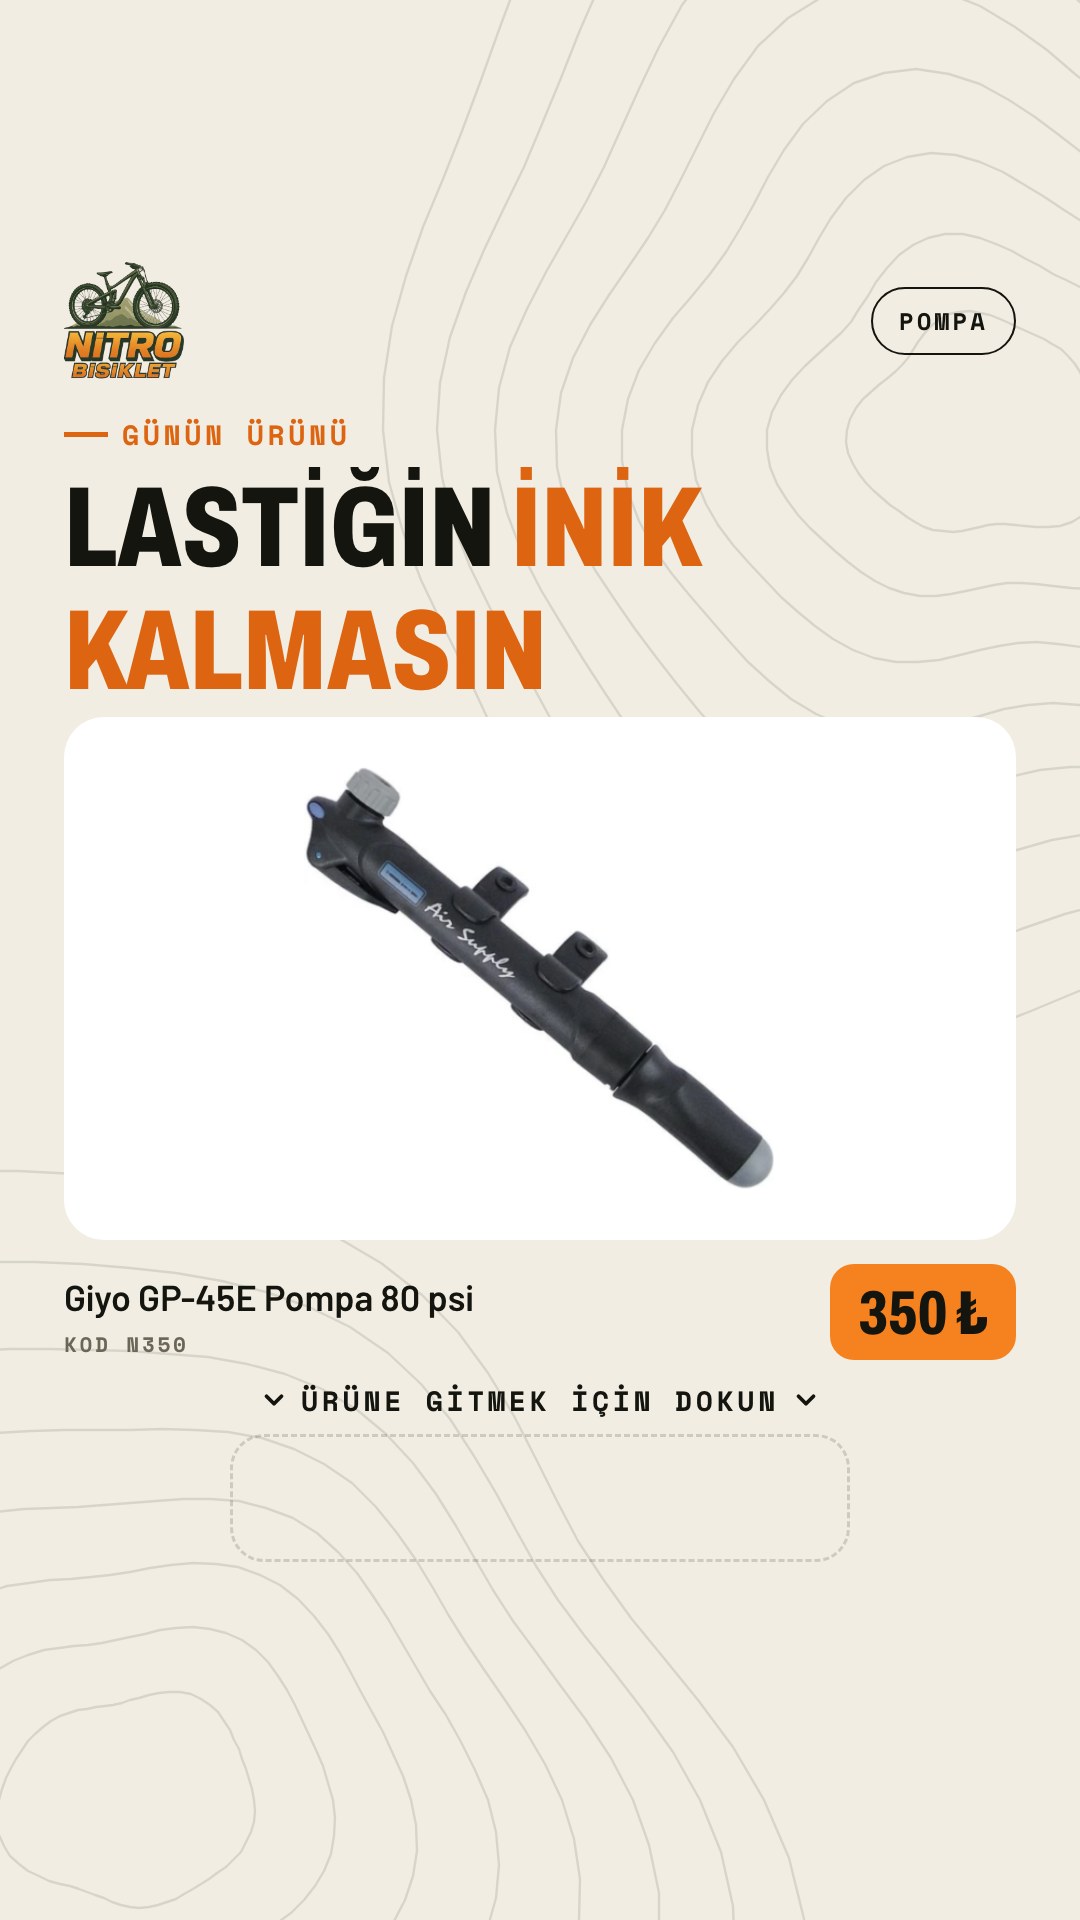 NiTRO
BiSiKLET
POMPA
GÜNÜN ÜRÜNÜ
LASTİĞİN İNİK
KALMASIN
Air Supply
Giyo GP-45E Pompa 80 psi
KOD N350
350 ₺
ÜRÜNE GİTMEK İÇİN DOKUN